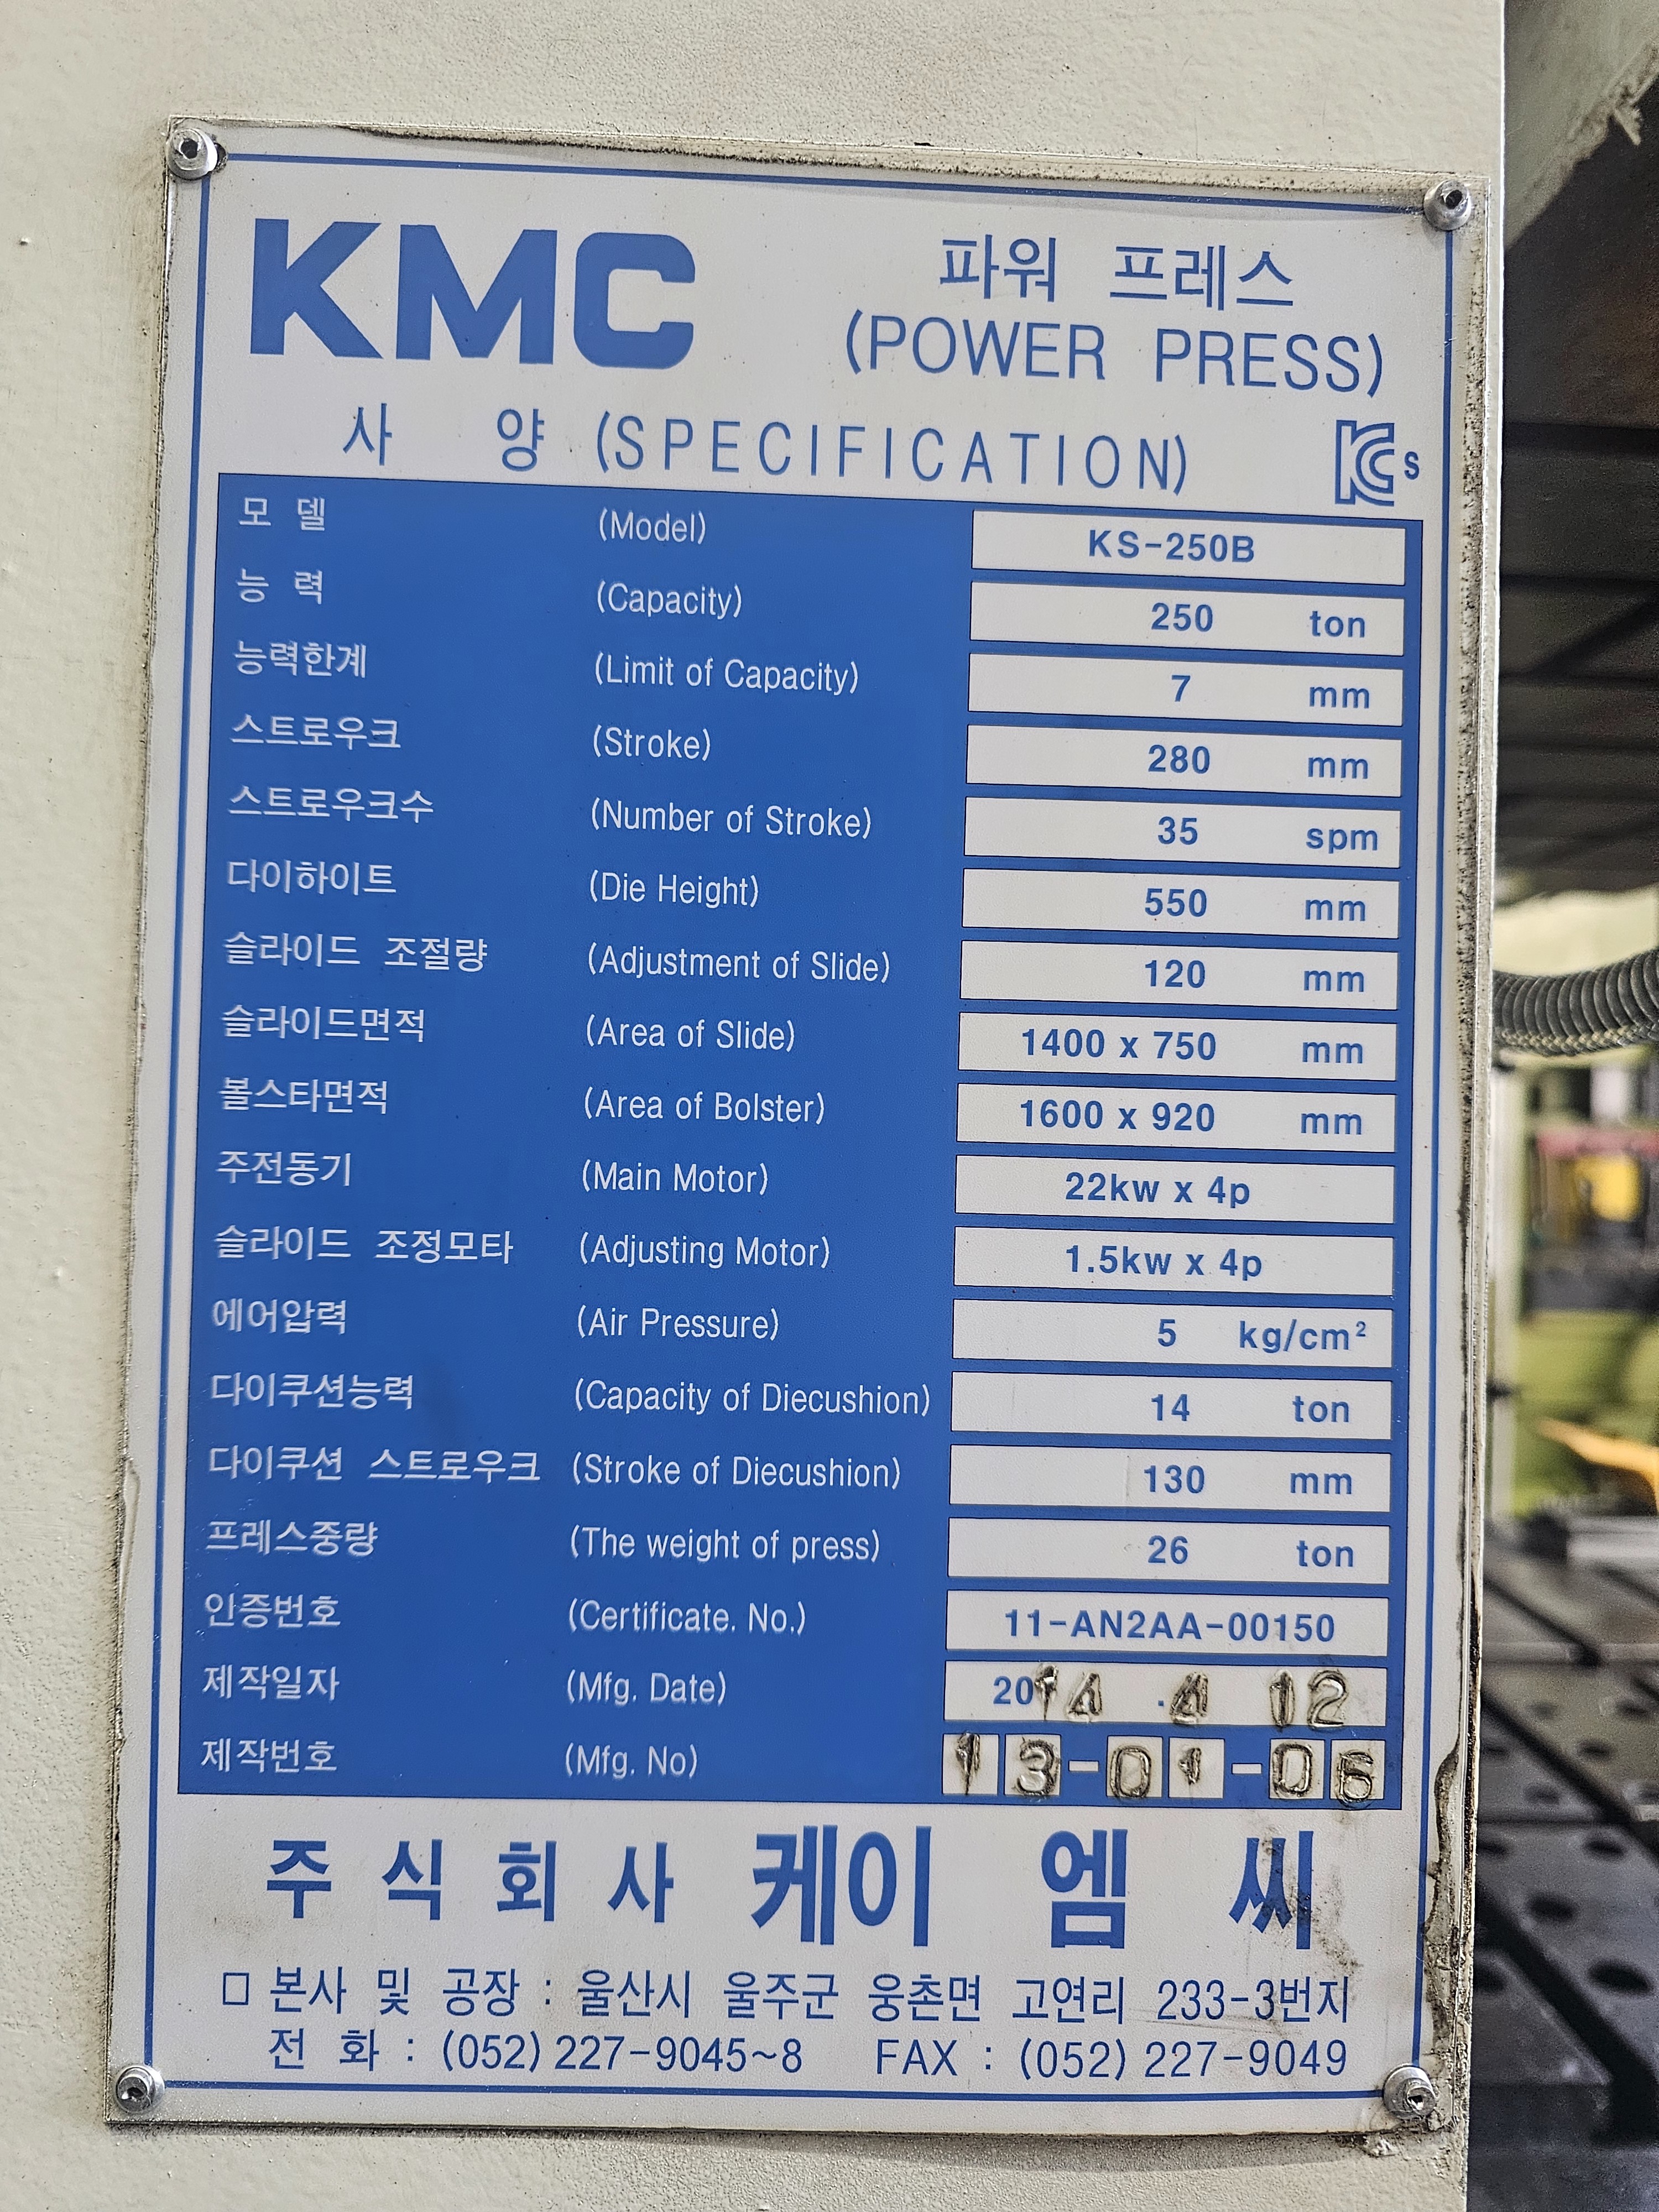 KMC
파워 프레스
(POWER PRESS)
사 양 (SPECIFICATION)
KC s
모 델 (Model) KS-250B
능 력 (Capacity) 250 ton
능력한계 (Limit of Capacity) 7 mm
스트로우크 (Stroke) 280 mm
스트로우크수 (Number of Stroke) 35 spm
다이하이트 (Die Height) 550 mm
슬라이드 조절량 (Adjustment of Slide) 120 mm
슬라이드면적 (Area of Slide) 1400 x 750 mm
볼스타면적 (Area of Bolster) 1600 x 920 mm
주전동기 (Main Motor) 22kw x 4p
슬라이드 조정모타 (Adjusting Motor) 1.5kw x 4p
에어압력 (Air Pressure) 5 kg/cm²
다이쿠션능력 (Capacity of Diecushion) 14 ton
다이쿠션 스트로우크 (Stroke of Diecushion) 130 mm
프레스중량 (The weight of press) 26 ton
인증번호 (Certificate. No.) 11-AN2AA-00150
제작일자 (Mfg. Date) 2014 . 4 12
제작번호 (Mfg. No) 13-01-06
주식회사 케이 엠 씨
□ 본사 및 공장 : 울산시 울주군 웅촌면 고연리 233-3번지
전 화 : (052) 227-9045~8 FAX : (052) 227-9049